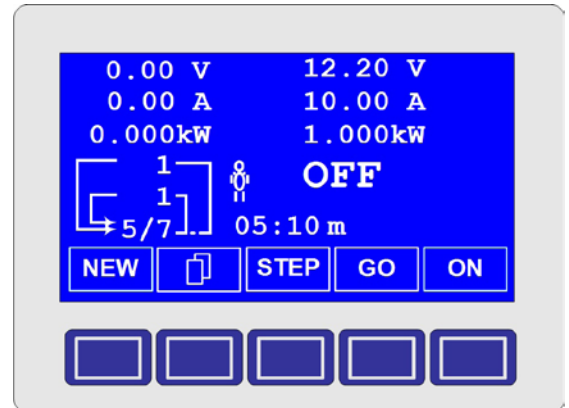 0.00 V 12.20 V
0.00 A 10.00 A
0.000kW 1.000kW
1 OFF
1
5/7 05:10 m
NEW STEP GO ON